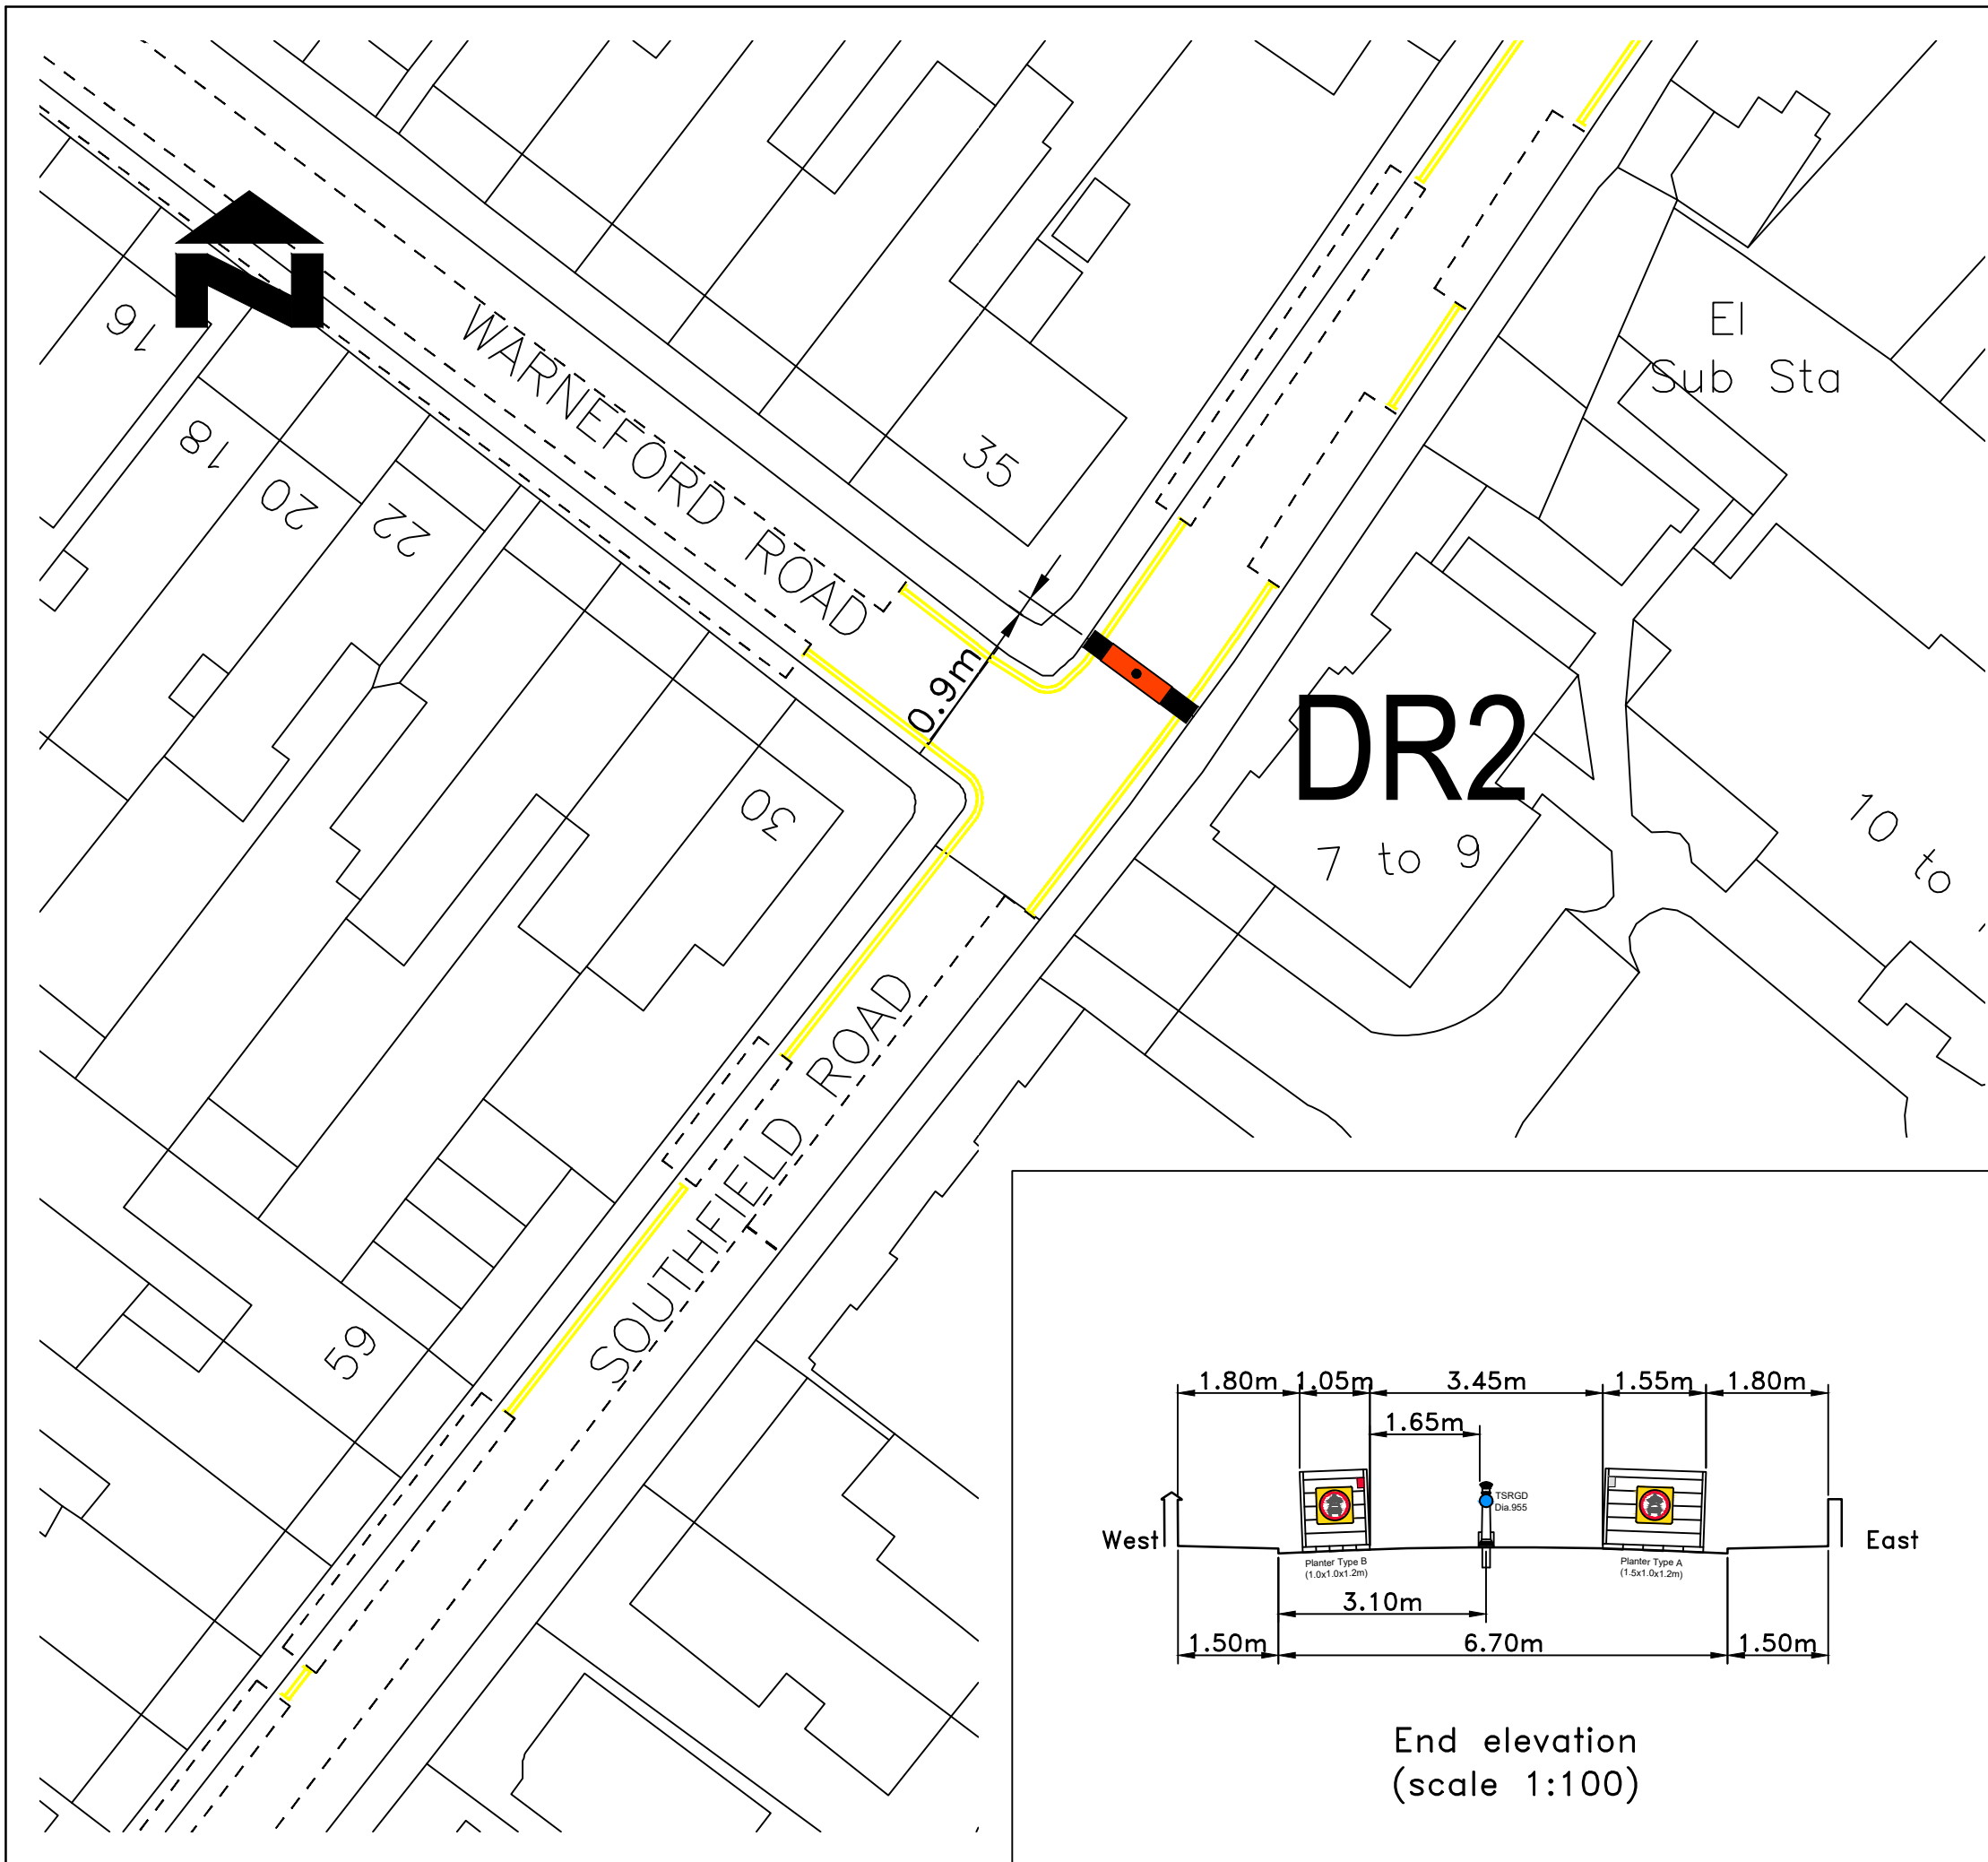 N
WARNEFORD ROAD
16
18
20
22
35
El
Sub Sta
0.9m
DR2
7 to 9
10 to
30
SOUTHFIELD ROAD
59
1.80m 1.05m 3.45m 1.55m 1.80m
1.65m
TSRGD
Dia.955
West
East
Planter Type B
(1.0x1.0x1.2m)
Planter Type A
(1.5x1.0x1.2m)
3.10m
1.50m 6.70m 1.50m
End elevation
(scale 1:100)